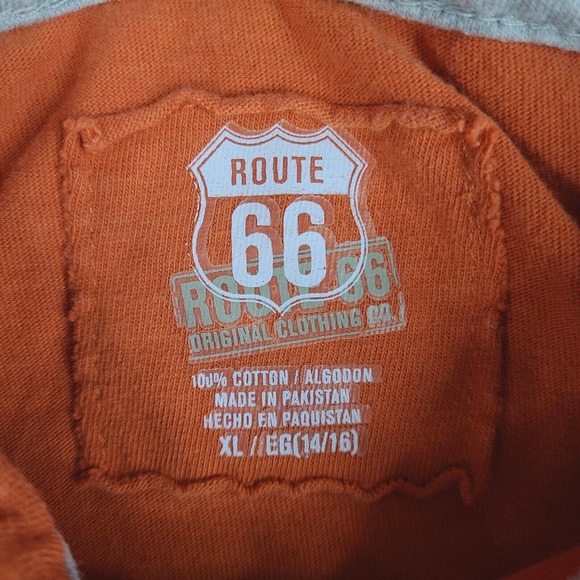 ROUTE
66
ROUTE 66
ORIGINAL CLOTHING CO.
100% COTTON / ALGODON
MADE IN PAKISTAN
HECHO EN PAQUISTAN
XL // EG(14/16)